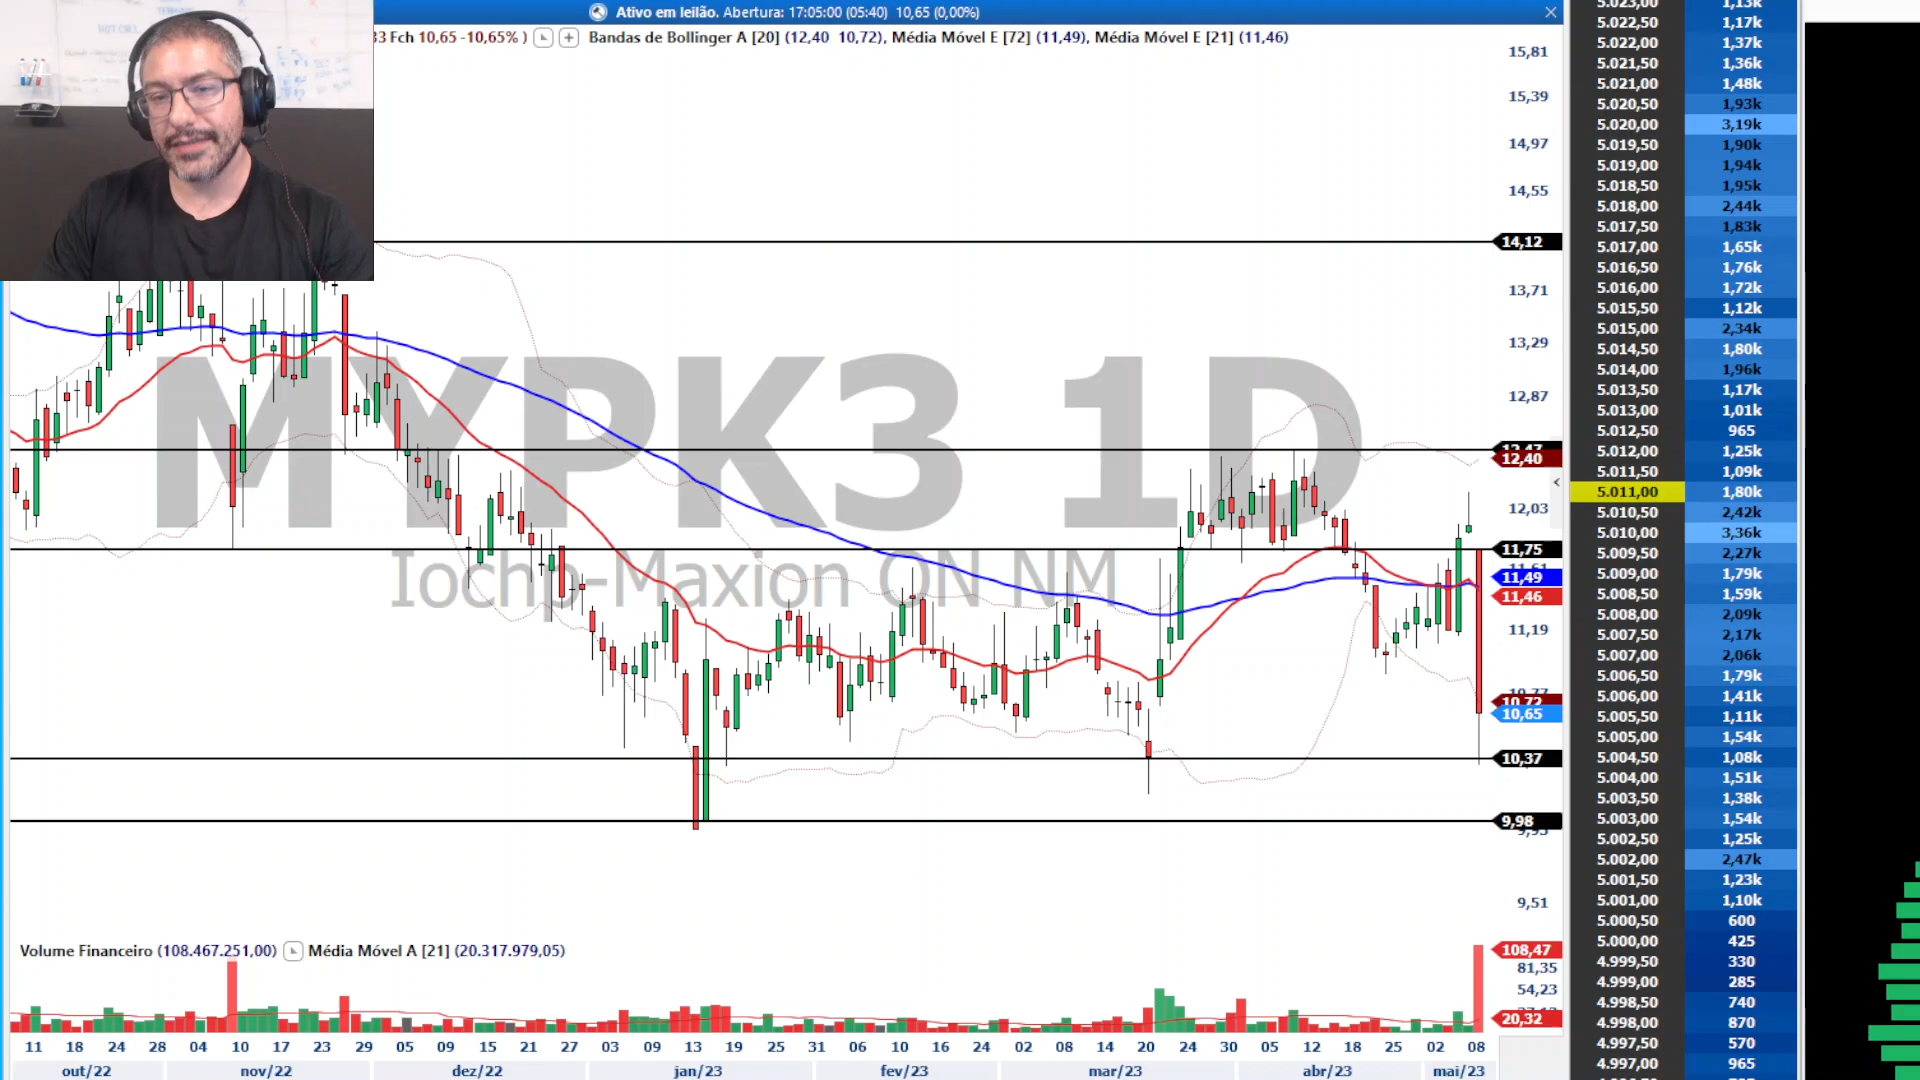 Ativo em leilão. Abertura: 17:05:00 (05:40) 10,65 (0,00%)
33 Fch 10,65 -10,65% ) Bandas de Bollinger A [20] (12,40 10,72), Média Móvel E [72] (11,49), Média Móvel E [21] (11,46)
MYPK3 1D
Iochp-Maxion ON NM
15,81
15,39
14,97
14,55
14,12
13,71
13,29
12,87
12,47
12,40
12,03
11,75
11,61
11,49
11,46
11,19
10,77
10,72
10,65
10,37
9,98
9,93
9,51
Volume Financeiro (108.467.251,00) Média Móvel A [21] (20.317.979,05)
108,47
81,35
54,23
20,32
11 18 24 28 04 10 17 23 29 05 09 15 21 27 03 09 13 19 25 31 06 10 16 24 02 08 14 20 24 30 05 12 18 25 02 08
out/22 nov/22 dez/22 jan/23 fev/23 mar/23 abr/23 mai/23
5.023,00 1,13k
5.022,50 1,17k
5.022,00 1,37k
5.021,50 1,36k
5.021,00 1,48k
5.020,50 1,93k
5.020,00 3,19k
5.019,50 1,90k
5.019,00 1,94k
5.018,50 1,95k
5.018,00 2,44k
5.017,50 1,83k
5.017,00 1,65k
5.016,50 1,76k
5.016,00 1,72k
5.015,50 1,12k
5.015,00 2,34k
5.014,50 1,80k
5.014,00 1,96k
5.013,50 1,17k
5.013,00 1,01k
5.012,50 965
5.012,00 1,25k
5.011,50 1,09k
5.011,00 1,80k
5.010,50 2,42k
5.010,00 3,36k
5.009,50 2,27k
5.009,00 1,79k
5.008,50 1,59k
5.008,00 2,09k
5.007,50 2,17k
5.007,00 2,06k
5.006,50 1,79k
5.006,00 1,41k
5.005,50 1,11k
5.005,00 1,54k
5.004,50 1,08k
5.004,00 1,51k
5.003,50 1,38k
5.003,00 1,54k
5.002,50 1,25k
5.002,00 2,47k
5.001,50 1,23k
5.001,00 1,10k
5.000,50 600
5.000,00 425
4.999,50 330
4.999,00 285
4.998,50 740
4.998,00 870
4.997,50 570
4.997,00 965